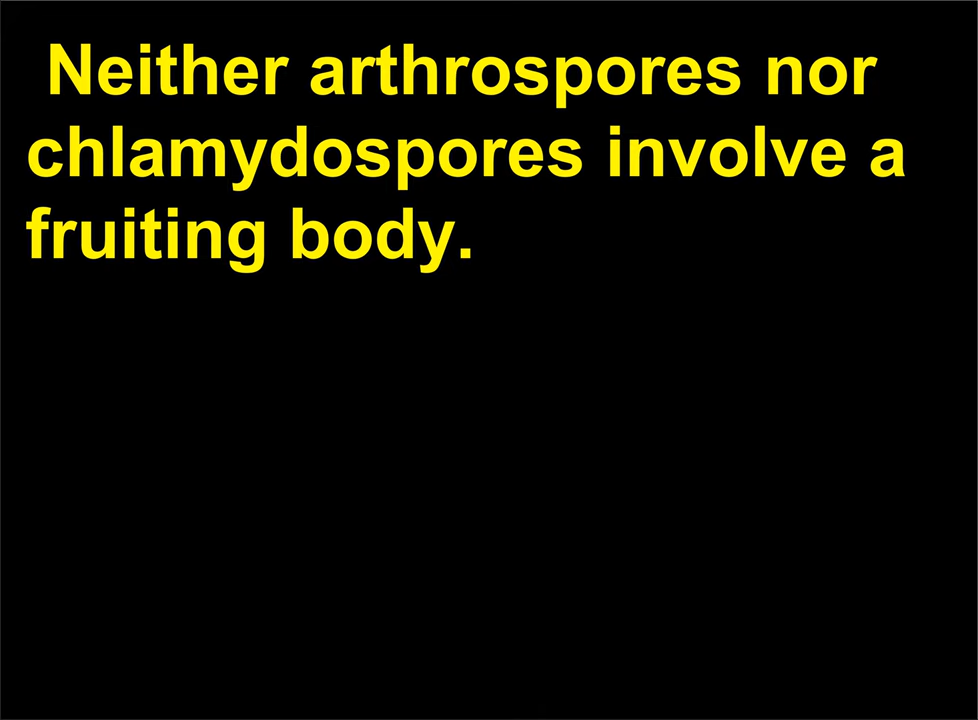 Neither arthrospores nor
chlamydospores involve a
fruiting body.